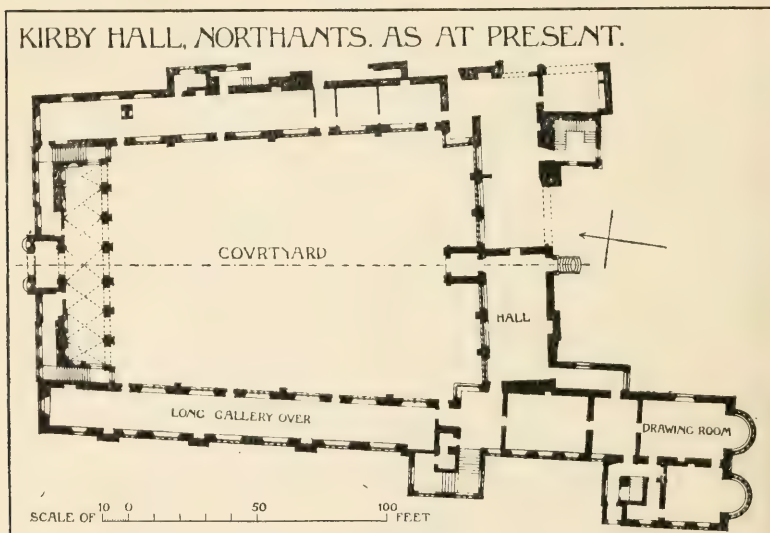 KIRBY HALL, NORTHANTS. AS AT PRESENT.
COVRTYARD
HALL
LONG GALLERY OVER
DRAWING ROOM
SCALE OF 10 0 50 100 FEET